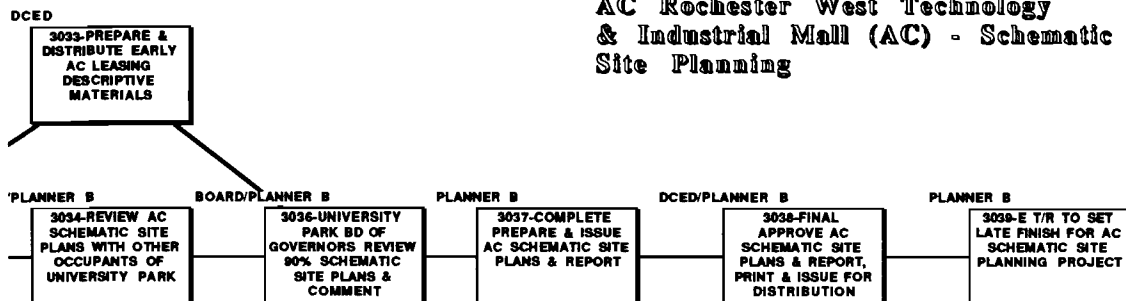 AC Rochester West Technology
& Industrial Mall (AC) - Schematic
Site Planning
DCED
3033-PREPARE &
DISTRIBUTE EARLY
AC LEASING
DESCRIPTIVE
MATERIALS
/PLANNER B
3034-REVIEW AC
SCHEMATIC SITE
PLANS WITH OTHER
OCCUPANTS OF
UNIVERSITY PARK
BOARD/PLANNER B
3036-UNIVERSITY
PARK BD OF
GOVERNORS REVIEW
90% SCHEMATIC
SITE PLANS &
COMMENT
PLANNER B
3037-COMPLETE
PREPARE & ISSUE
AC SCHEMATIC SITE
PLANS & REPORT
DCED/PLANNER B
3038-FINAL
APPROVE AC
SCHEMATIC SITE
PLANS & REPORT,
PRINT & ISSUE FOR
DISTRIBUTION
PLANNER B
3039-E T/R TO SET
LATE FINISH FOR AC
SCHEMATIC SITE
PLANNING PROJECT